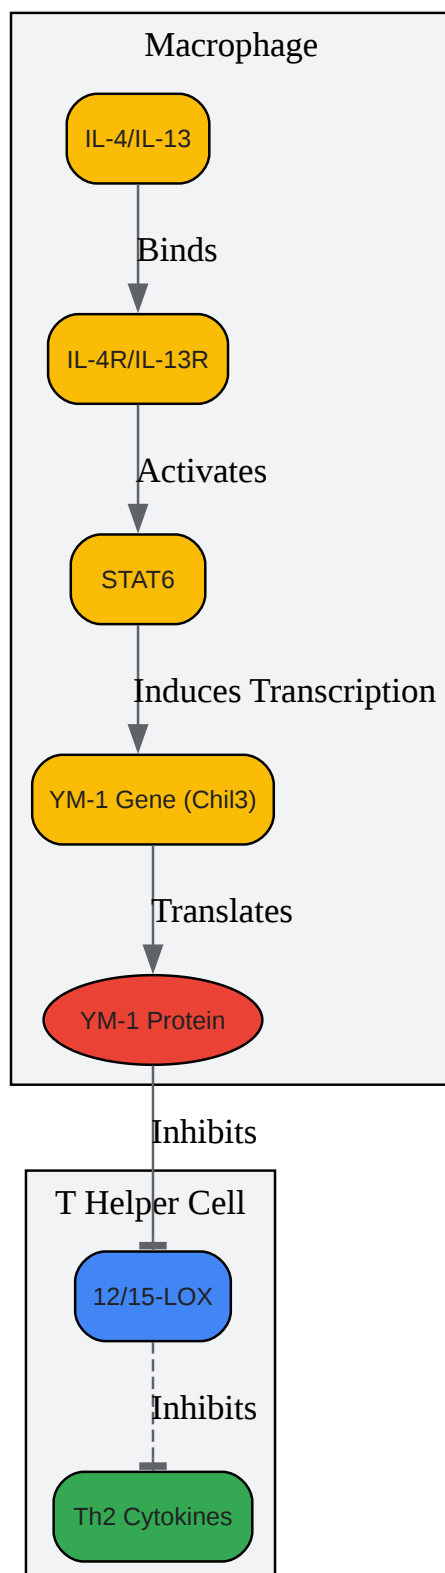 Macrophage
IL-4/IL-13
Binds
IL-4R/IL-13R
Activates
STAT6
Induces Transcription
YM-1 Gene (Chil3)
Translates
YM-1 Protein
Inhibits
T Helper Cell
12/15-LOX
Inhibits
Th2 Cytokines